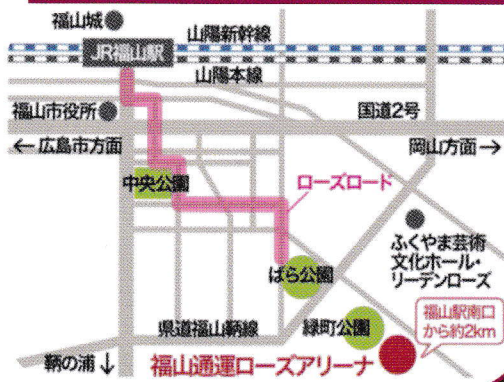 福山城
山陽新幹線
JR福山駅
山陽本線
福山市役所
国道2号
←広島市方面
岡山方面→
中央公園
ローズロード
ふくやま芸術
文化ホール・
リーデンローズ
ばら公園
福山駅南口
から約2km
県道福山鞆線
緑町公園
鞆の浦↓
福山通運ローズアリーナ